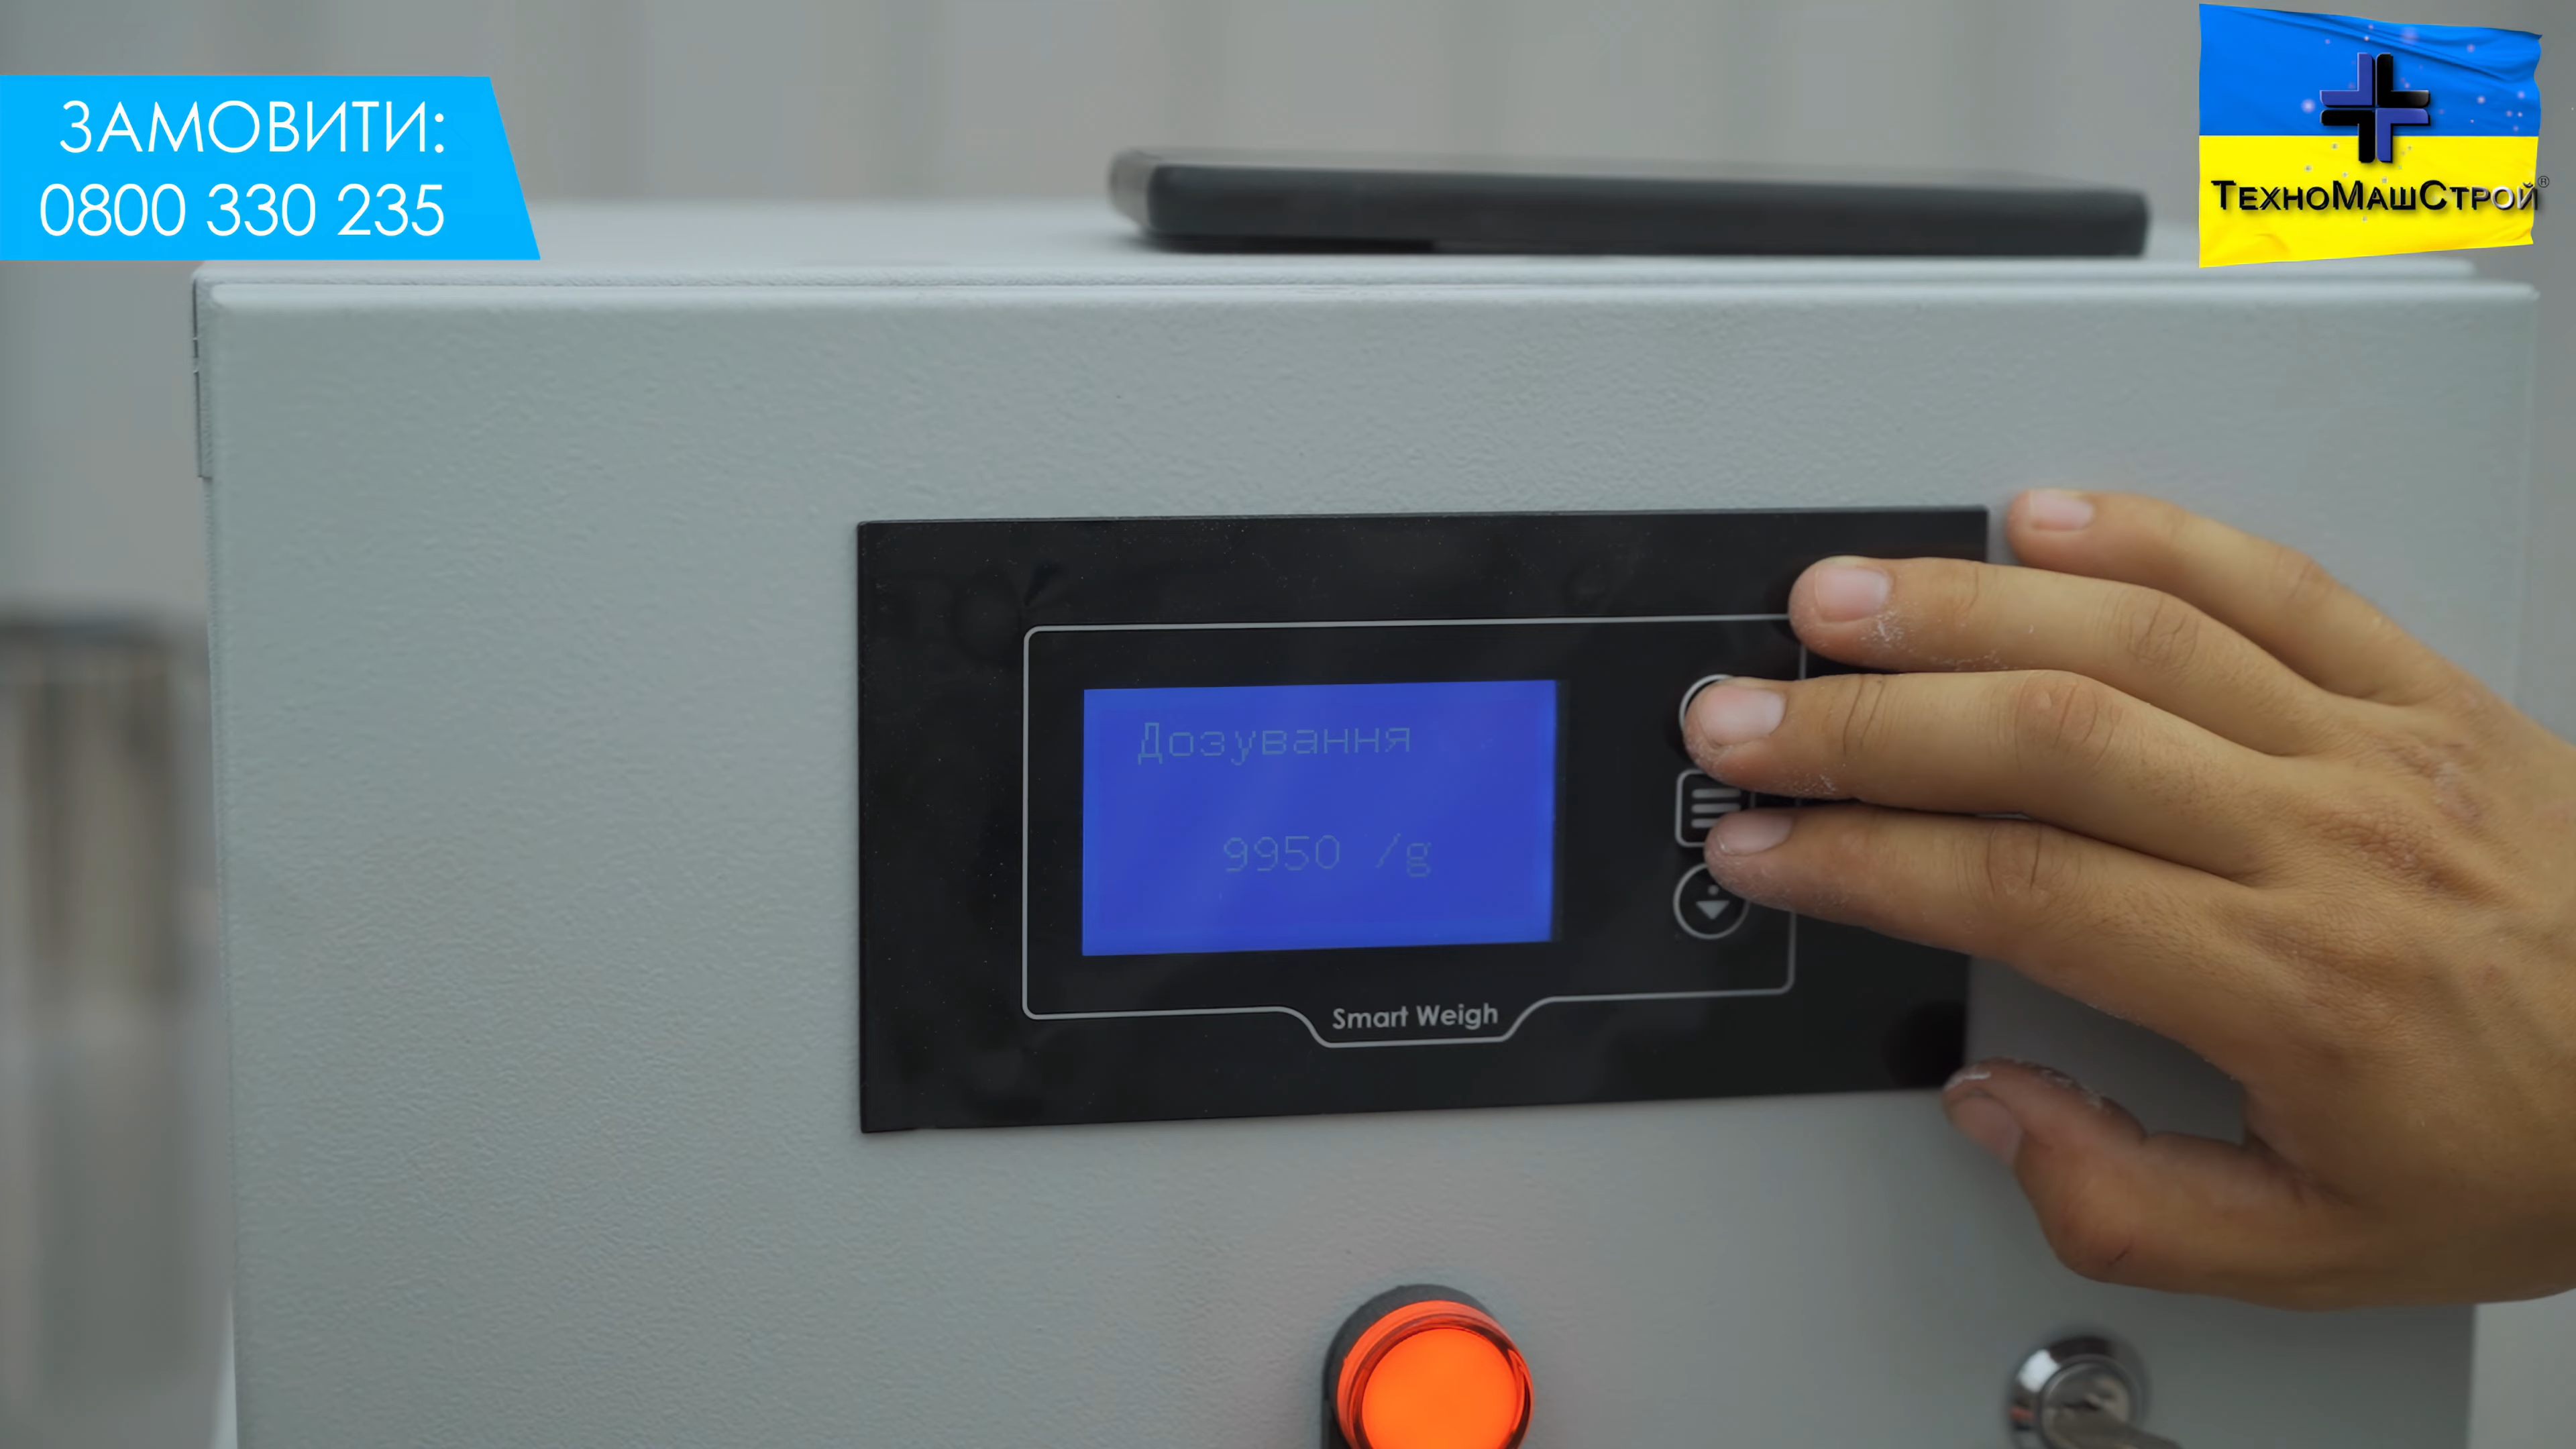 ЗАМОВИТИ:
0800 330 235
ТЕХНОМАШСТРОЙ®
Дозування
9950 /g
Smart Weigh